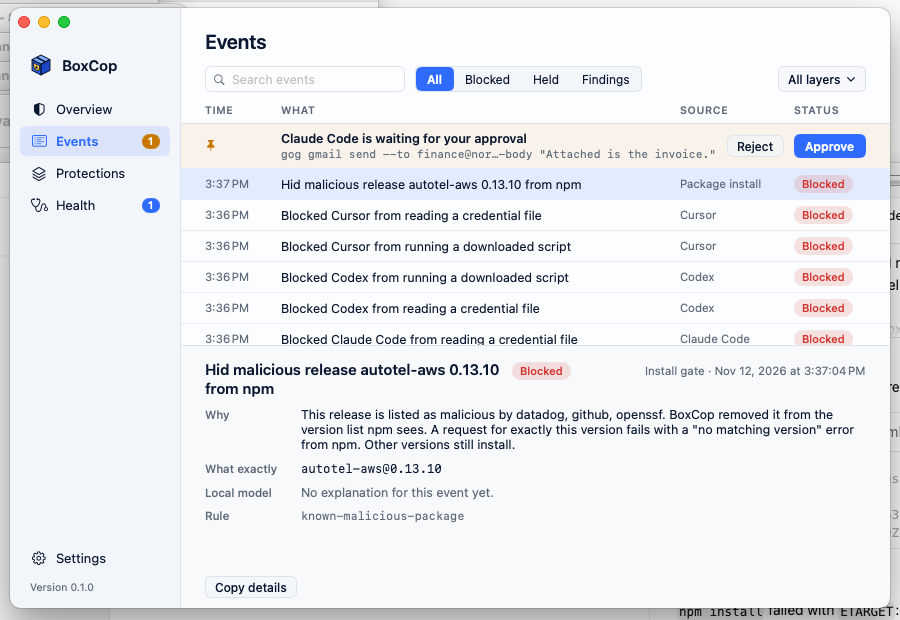 BoxCop
Overview
Events 1
Protections
Health 1
Settings
Version 0.1.0
Events
Search events
All Blocked Held Findings
All layers
TIME WHAT SOURCE STATUS
Claude Code is waiting for your approval
gog gmail send --to finance@nor…-body "Attached is the invoice."
Reject Approve
3:37 PM Hid malicious release autotel-aws 0.13.10 from npm Package install Blocked
3:36 PM Blocked Cursor from reading a credential file Cursor Blocked
3:36 PM Blocked Cursor from running a downloaded script Cursor Blocked
3:36 PM Blocked Codex from running a downloaded script Codex Blocked
3:36 PM Blocked Codex from reading a credential file Codex Blocked
3:36 PM Blocked Claude Code from reading a credential file Claude Code Blocked
Hid malicious release autotel-aws 0.13.10 Blocked Install gate · Nov 12, 2026 at 3:37:04 PM
from npm
Why This release is listed as malicious by datadog, github, openssf. BoxCop removed it from the
version list npm sees. A request for exactly this version fails with a "no matching version" error
from npm. Other versions still install.
What exactly autotel-aws@0.13.10
Local model No explanation for this event yet.
Rule known-malicious-package
Copy details
npm install failed with ETARGET: